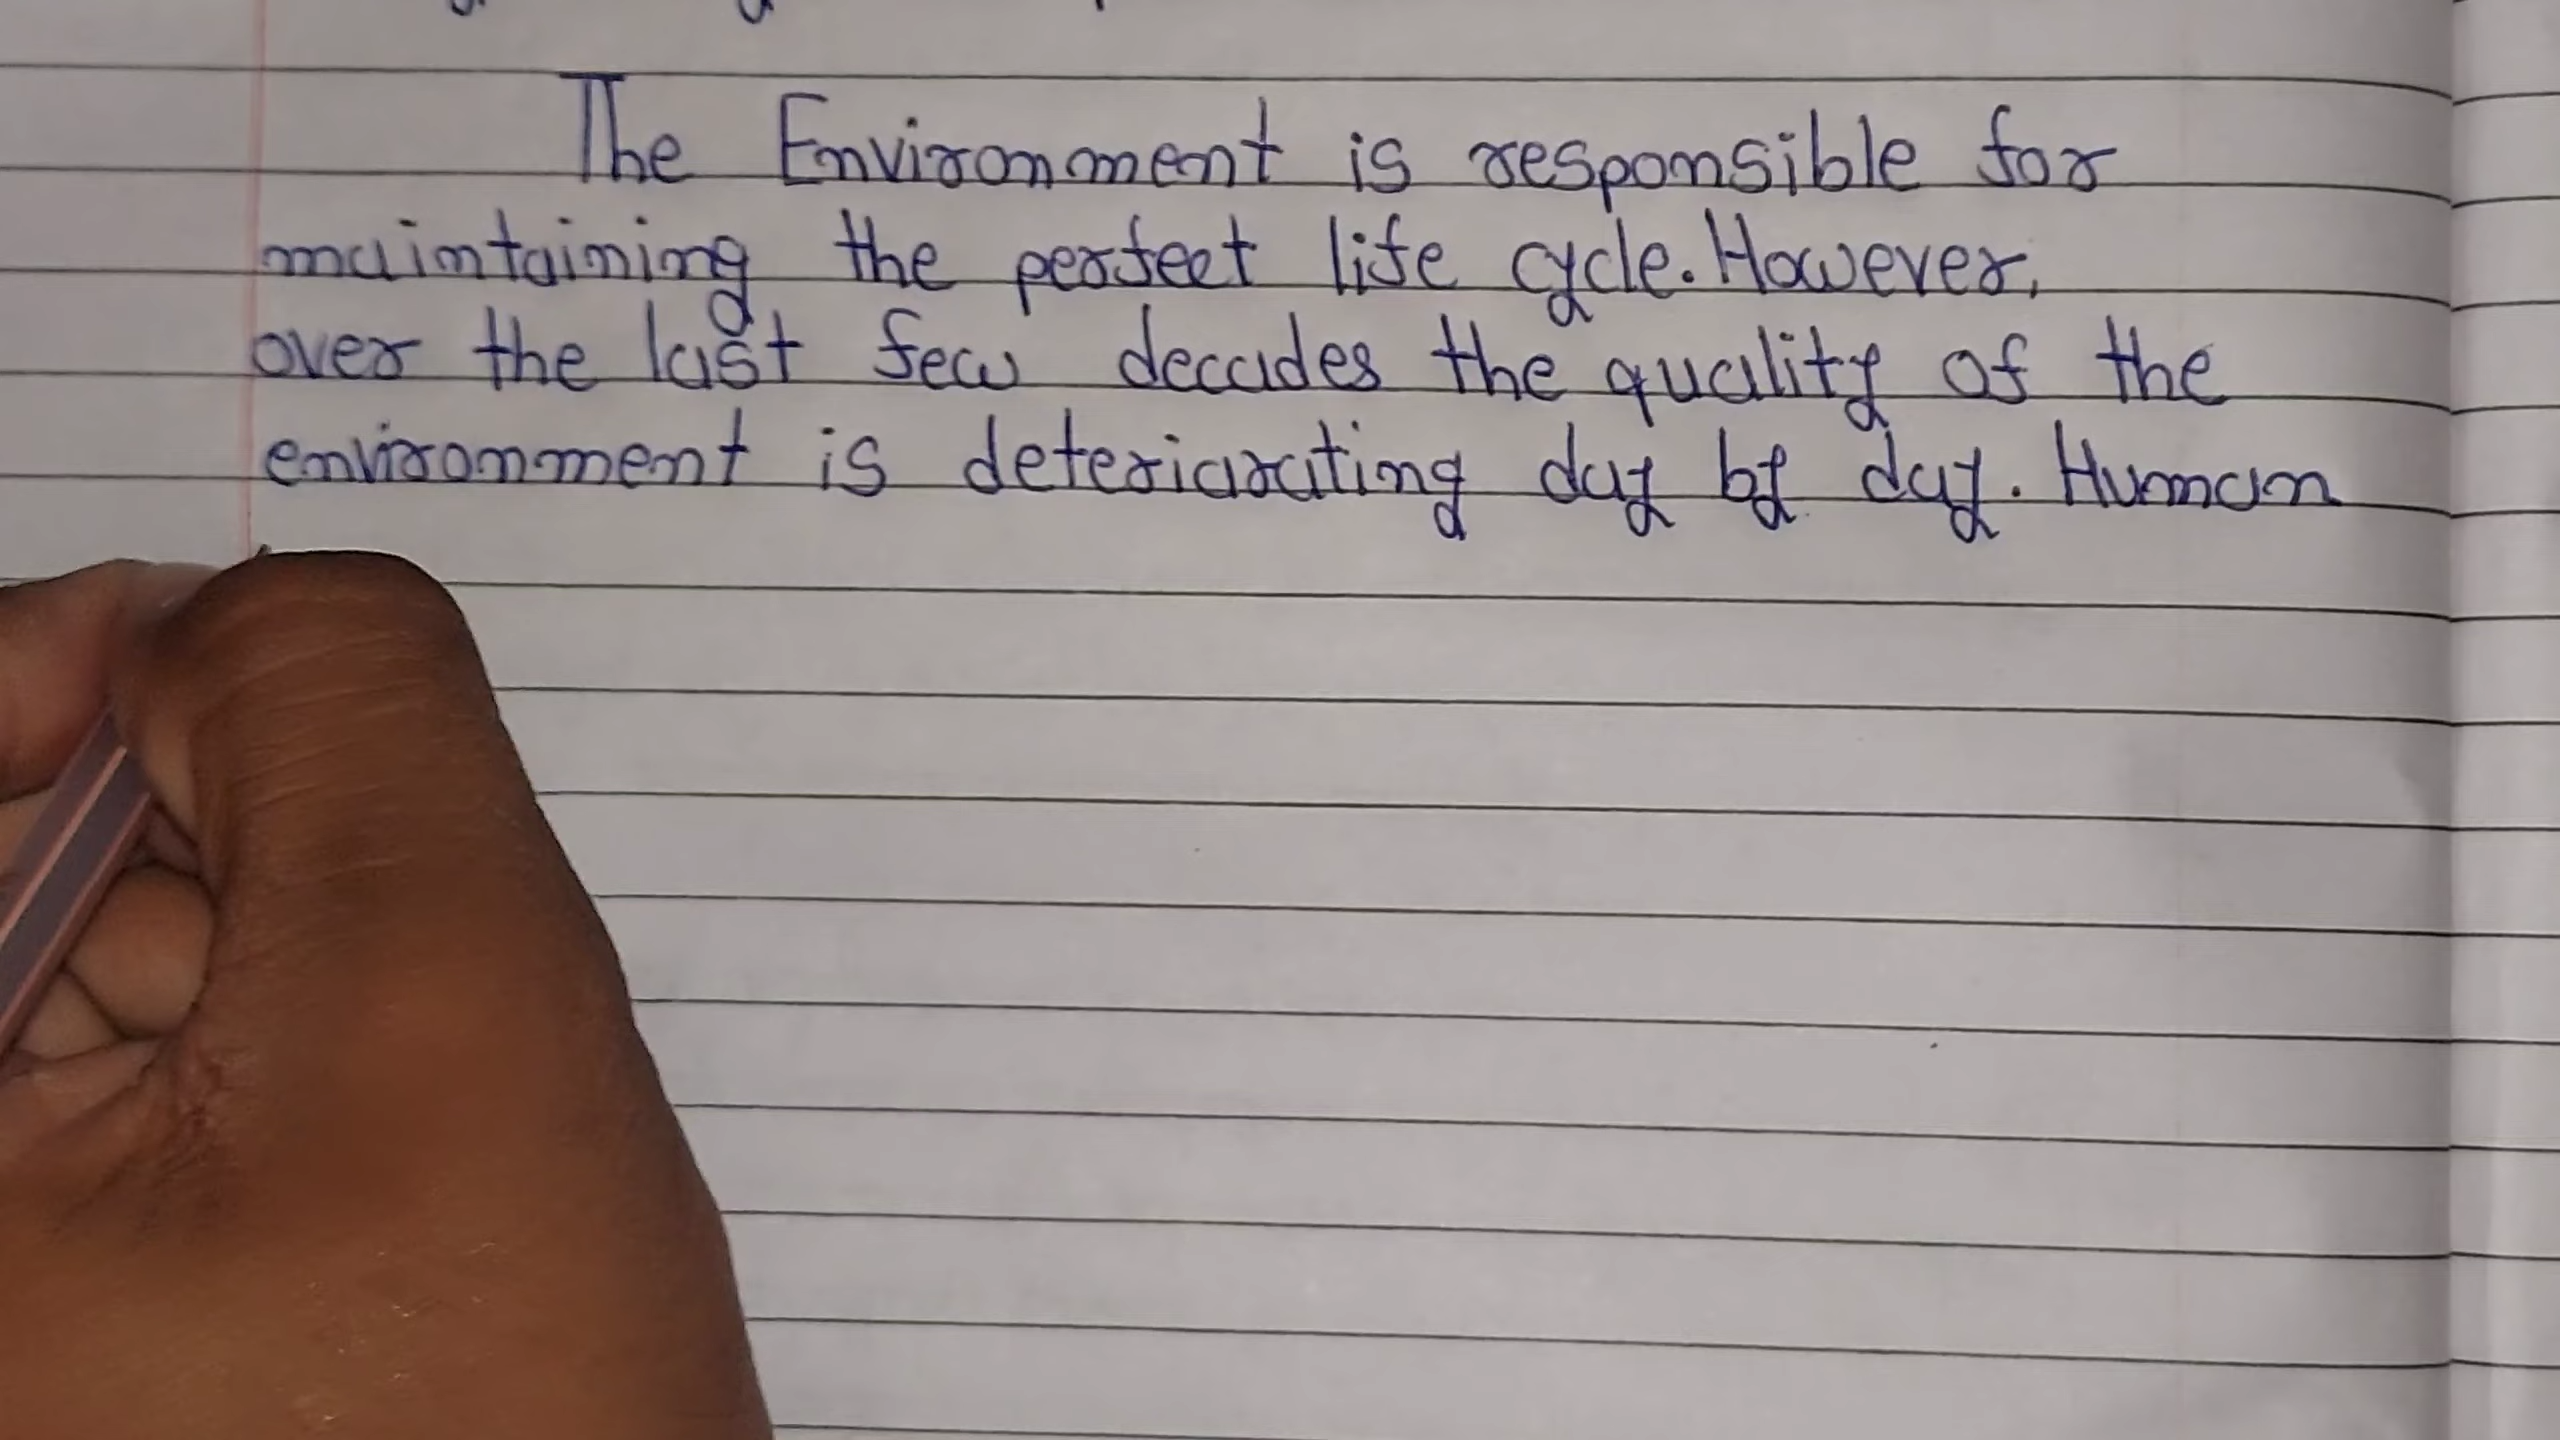 The Environment is responsible for
maintaining the perfect life cycle. However,
over the last few decades the quality of the
environment is deteriarating day by day. Human